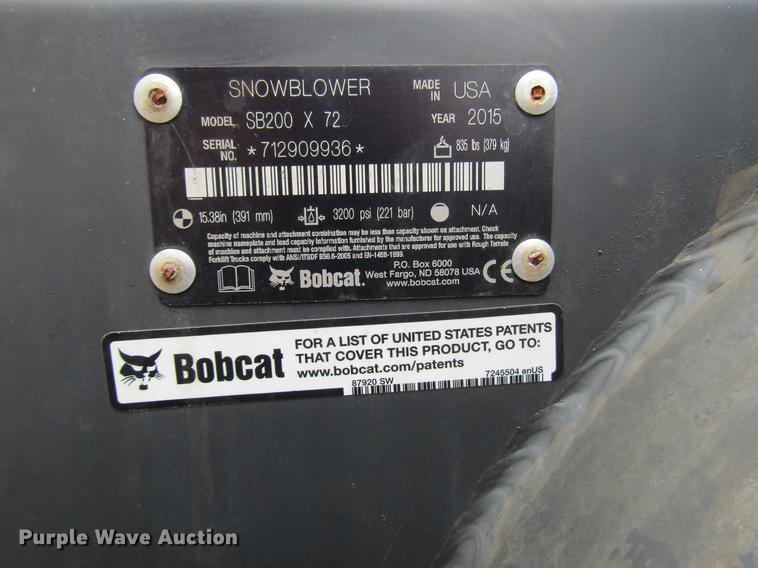 SNOWBLOWER
MADE IN USA
MODEL SB200 X 72
YEAR 2015
SERIAL NO. *712909936*
835 lbs (379 kg)
15.38in (391 mm)
3200 psi (221 bar)
N/A
Capacity of machine and attachment combination may be less than capacity shown on attachment. Check
machine nameplate and load capacity information furnished by the manufacturer for approved usage. The capacity
of machine and attachment must be complied with. Attachments that are approved for use with Rough Terrain
Forklift Trucks comply with ANSI/ITSDF B56.6-2005 and EN-1459-1999.
Bobcat.
P.O. Box 6000
West Fargo, ND 58078 USA
www.bobcat.com
CE
Bobcat
FOR A LIST OF UNITED STATES PATENTS
THAT COVER THIS PRODUCT, GO TO:
www.bobcat.com/patents
87920 SW
7245504 enUS
Purple Wave Auction